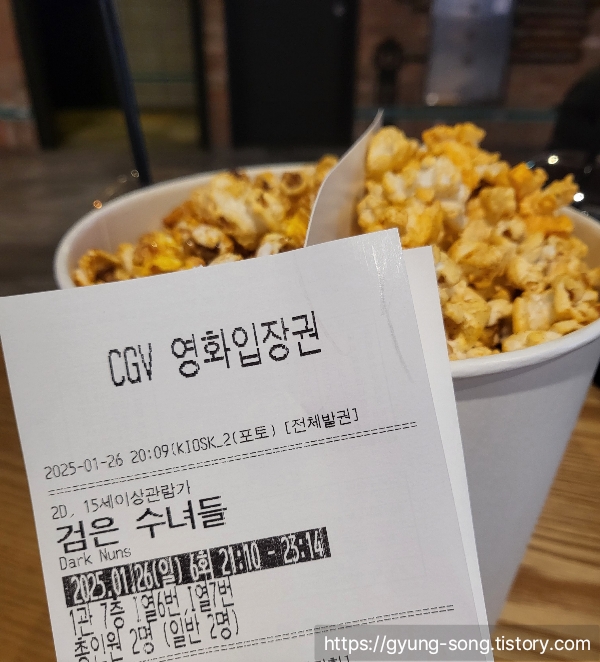 CGV 영화입장권
2025-01-26 20:09(KIOSK_2(포토) [전체발권]
2D, 15세이상관람가
검은 수녀들
Dark Nuns
2025.01.26(일) 6회 21:10 - 23:14
1관 7층 I열6번,I열7번
총인원 2명 (일반 2명)
https://gyung-song.tistory.com